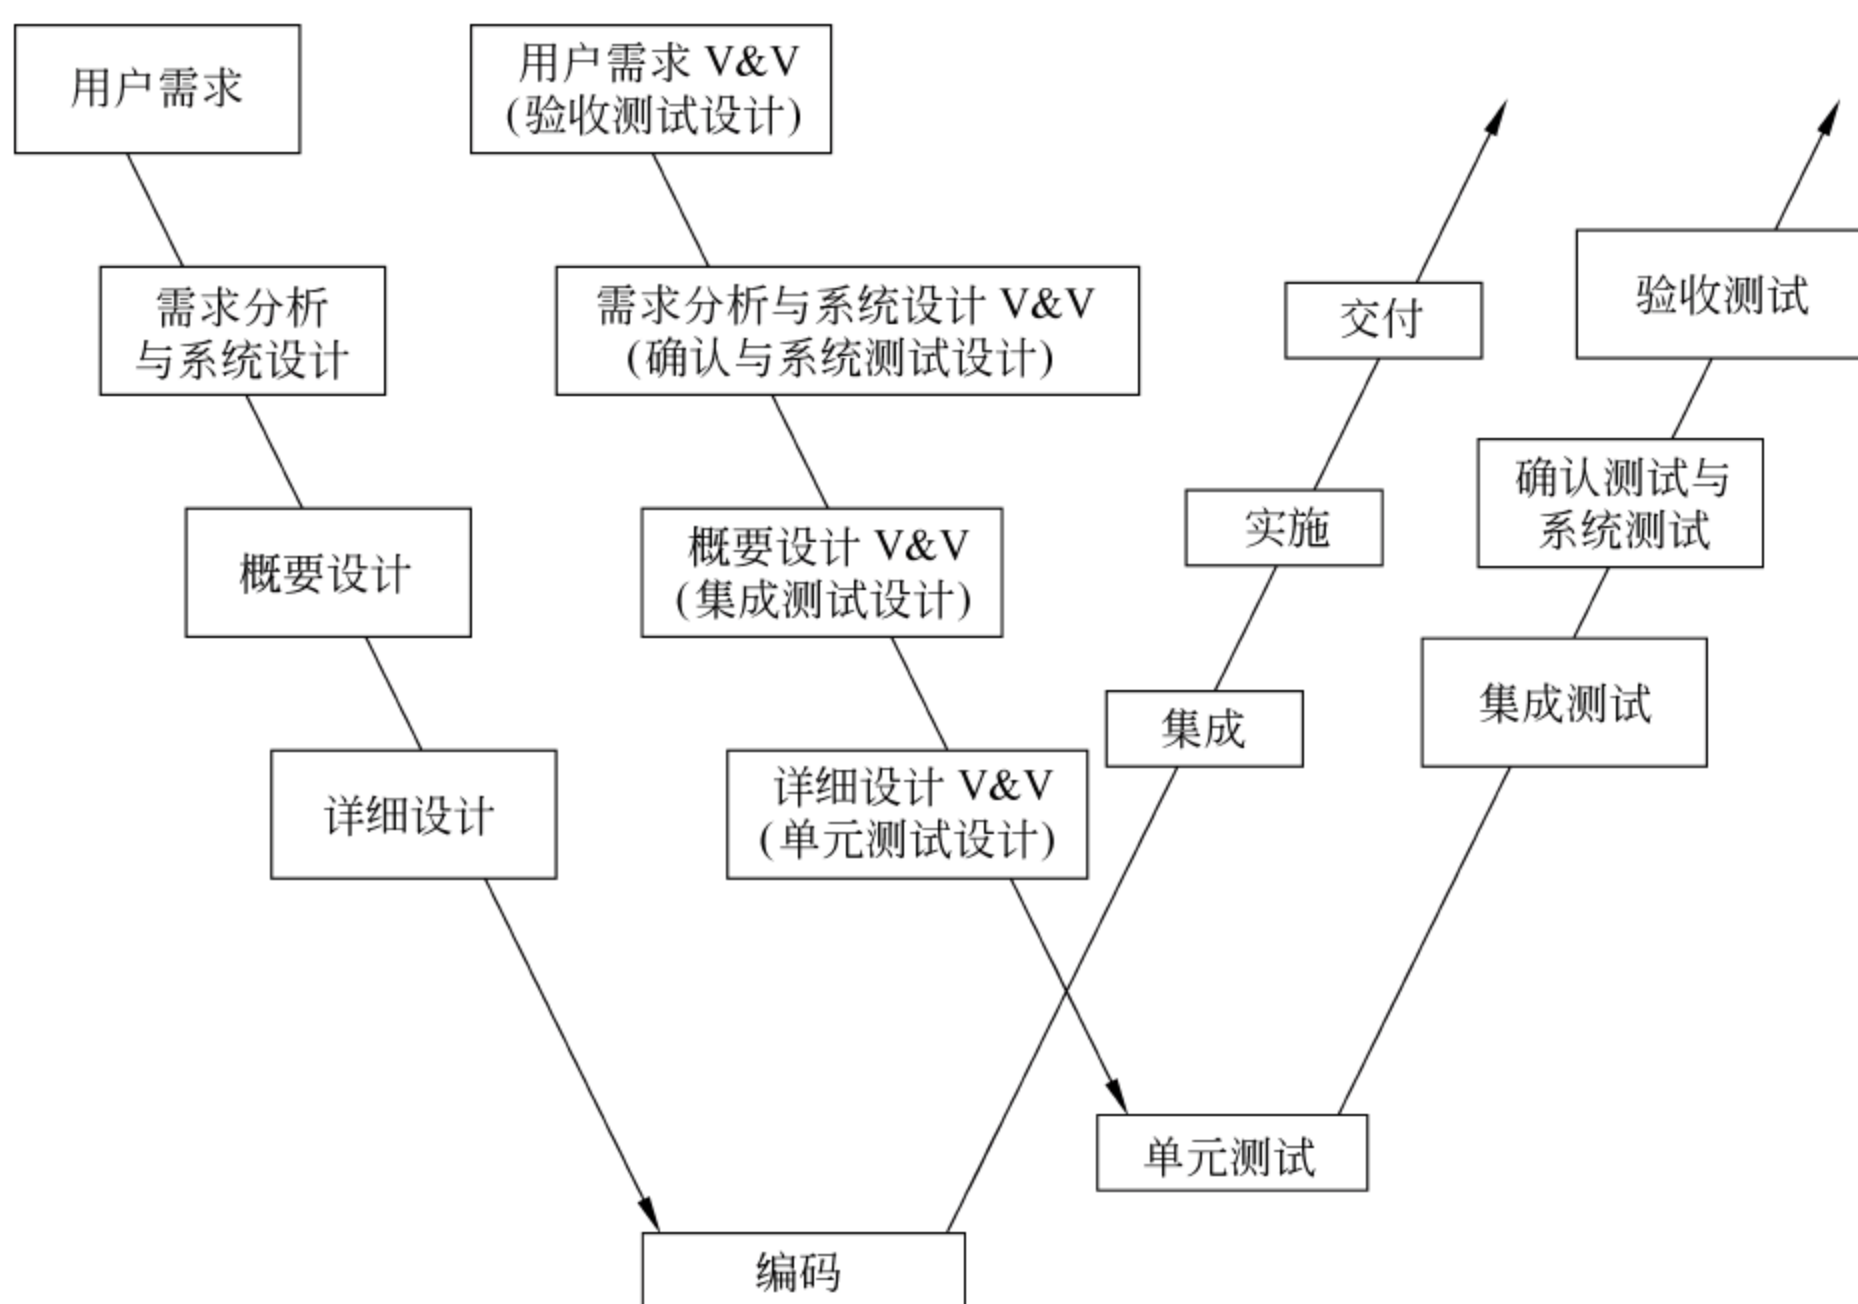 用户需求
用户需求 V&V
(验收测试设计)
需求分析
与系统设计
需求分析与系统设计 V&V
(确认与系统测试设计)
交付
验收测试
概要设计
概要设计 V&V
(集成测试设计)
实施
确认测试与
系统测试
详细设计
详细设计 V&V
(单元测试设计)
集成
集成测试
单元测试
编码